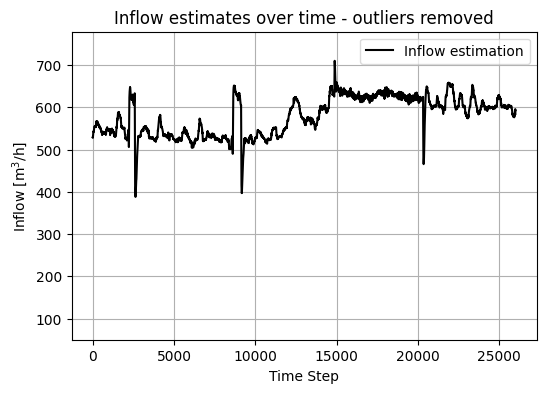 Inflow estimates over time - outliers removed
Inflow estimation
700
600
500
400
300
200
100
Inflow [m³/h]
0 5000 10000 15000 20000 25000
Time Step